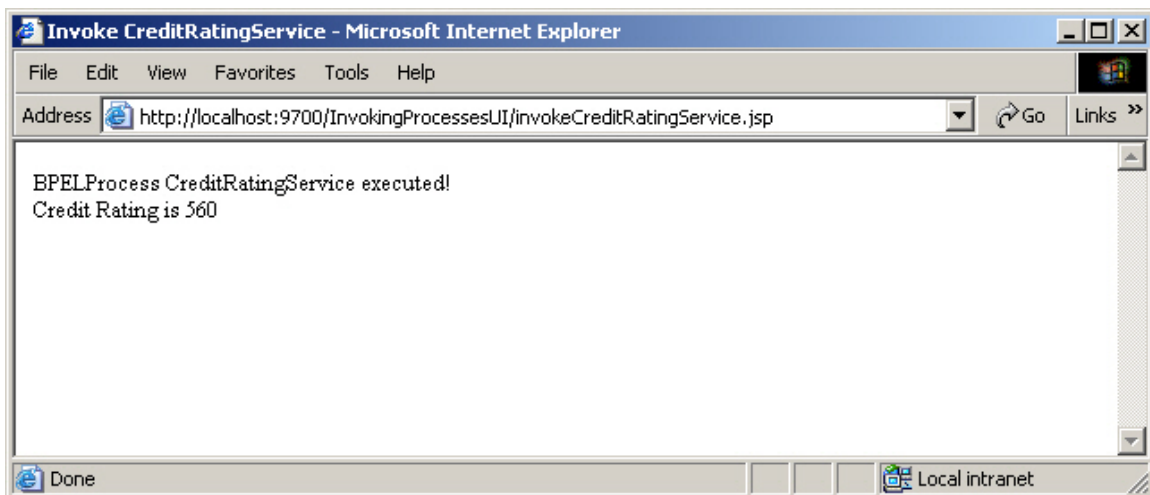 Invoke CreditRatingService - Microsoft Internet Explorer
File Edit View Favorites Tools Help
Address http://localhost:9700/InvokingProcessesUI/invokeCreditRatingService.jsp Go Links »
BPELProcess CreditRatingService executed!
Credit Rating is 560
Done Local intranet